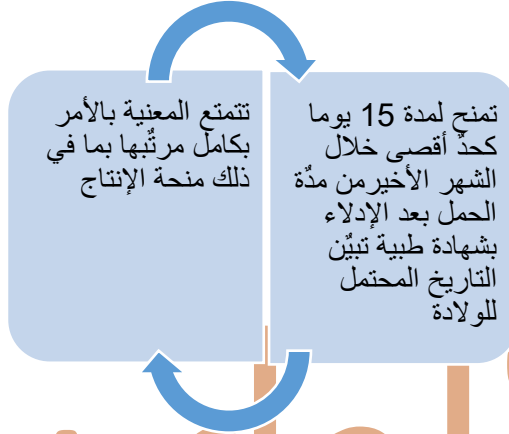 تمنح لمدة 15 يوما
كحدّ أقصى خلال
الشهر الأخيرمن مدّة
الحمل بعد الإدلاء
بشهادة طبية تبيّن
التاريخ المحتمل
للولادة
تتمتع المعنية بالأمر
بكامل مرتّبها بما في
ذلك منحة الإنتاج